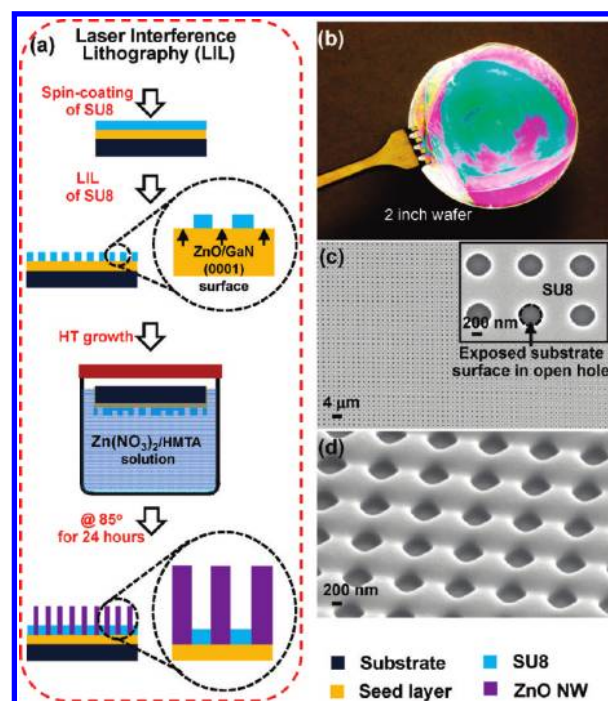 (a)
Laser Interference
Lithography (LIL)
Spin-coating
of SU8
LIL
of SU8
ZnO/GaN
(0001)
surface
HT growth
Zn(NO₃)₂/HMTA
solution
@ 85º
for 24 hours
(b)
2 inch wafer
(c)
SU8
200 nm
Exposed substrate
surface in open hole
4 μm
(d)
200 nm
Substrate
SU8
Seed layer
ZnO NW